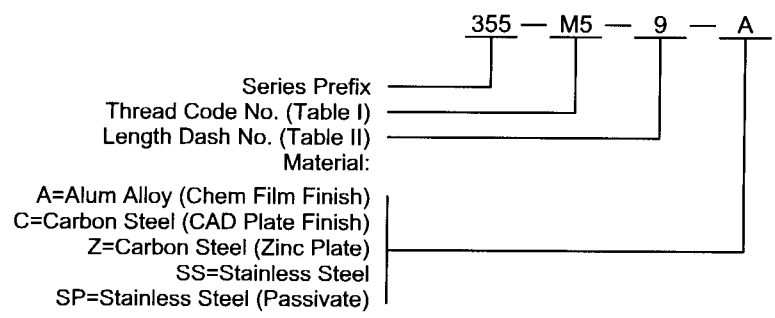 355 — M5 — 9 — A
Series Prefix
Thread Code No. (Table I)
Length Dash No. (Table II)
Material:
A=Alum Alloy (Chem Film Finish)
C=Carbon Steel (CAD Plate Finish)
Z=Carbon Steel (Zinc Plate)
SS=Stainless Steel
SP=Stainless Steel (Passivate)